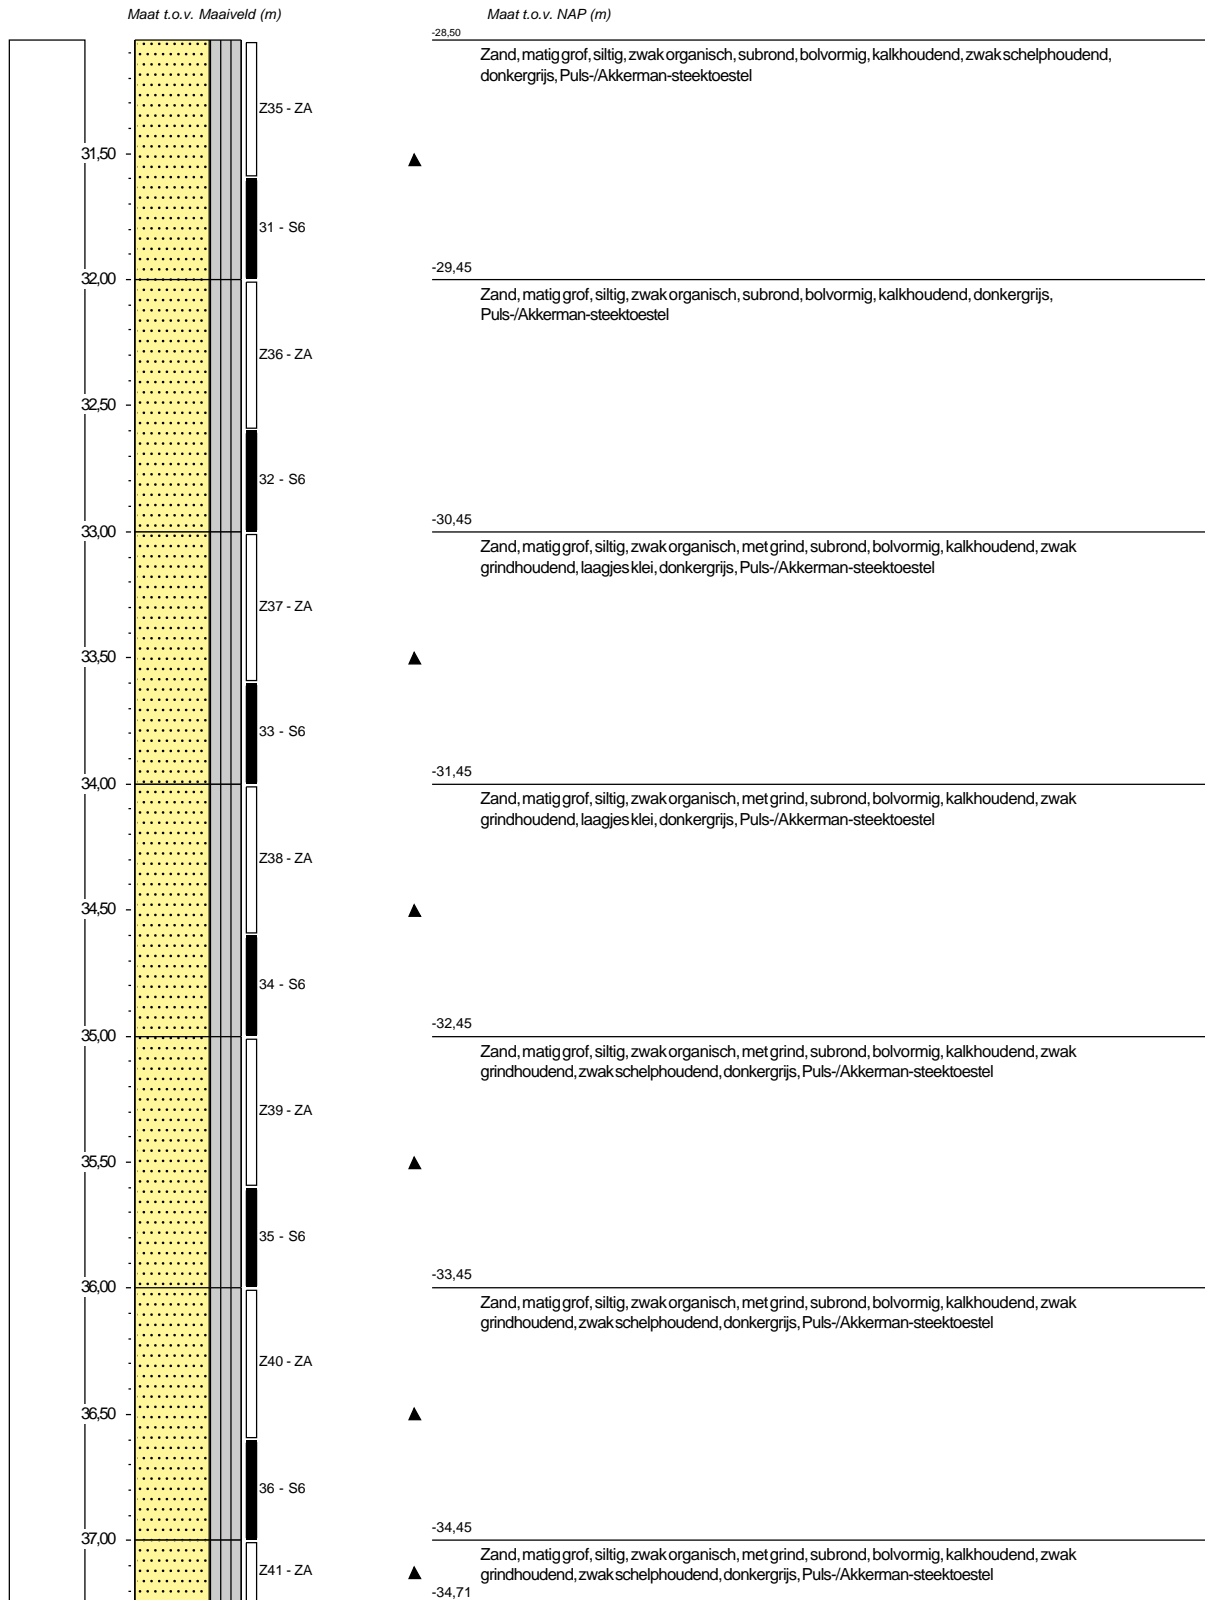 Maat t.o.v. Maaiveld (m)
Maat t.o.v. NAP (m)
-28,50
Zand, matig grof, siltig, zwak organisch, subrond, bolvormig, kalkhoudend, zwak schelphoudend,
donkergrijs, Puls-/Akkerman-steektoestel
Z35 - ZA
31,50
31 - S6
32,00
-29,45
Zand, matig grof, siltig, zwak organisch, subrond, bolvormig, kalkhoudend, donkergrijs,
Puls-/Akkerman-steektoestel
Z36 - ZA
32,50
32 - S6
33,00
-30,45
Zand, matig grof, siltig, zwak organisch, met grind, subrond, bolvormig, kalkhoudend, zwak
grindhoudend, laagjes klei, donkergrijs, Puls-/Akkerman-steektoestel
Z37 - ZA
33,50
33 - S6
34,00
-31,45
Zand, matig grof, siltig, zwak organisch, met grind, subrond, bolvormig, kalkhoudend, zwak
grindhoudend, laagjes klei, donkergrijs, Puls-/Akkerman-steektoestel
Z38 - ZA
34,50
34 - S6
35,00
-32,45
Zand, matig grof, siltig, zwak organisch, met grind, subrond, bolvormig, kalkhoudend, zwak
grindhoudend, zwak schelphoudend, donkergrijs, Puls-/Akkerman-steektoestel
Z39 - ZA
35,50
35 - S6
36,00
-33,45
Zand, matig grof, siltig, zwak organisch, met grind, subrond, bolvormig, kalkhoudend, zwak
grindhoudend, zwak schelphoudend, donkergrijs, Puls-/Akkerman-steektoestel
Z40 - ZA
36,50
36 - S6
37,00
-34,45
Zand, matig grof, siltig, zwak organisch, met grind, subrond, bolvormig, kalkhoudend, zwak
grindhoudend, zwak schelphoudend, donkergrijs, Puls-/Akkerman-steektoestel
Z41 - ZA
-34,71